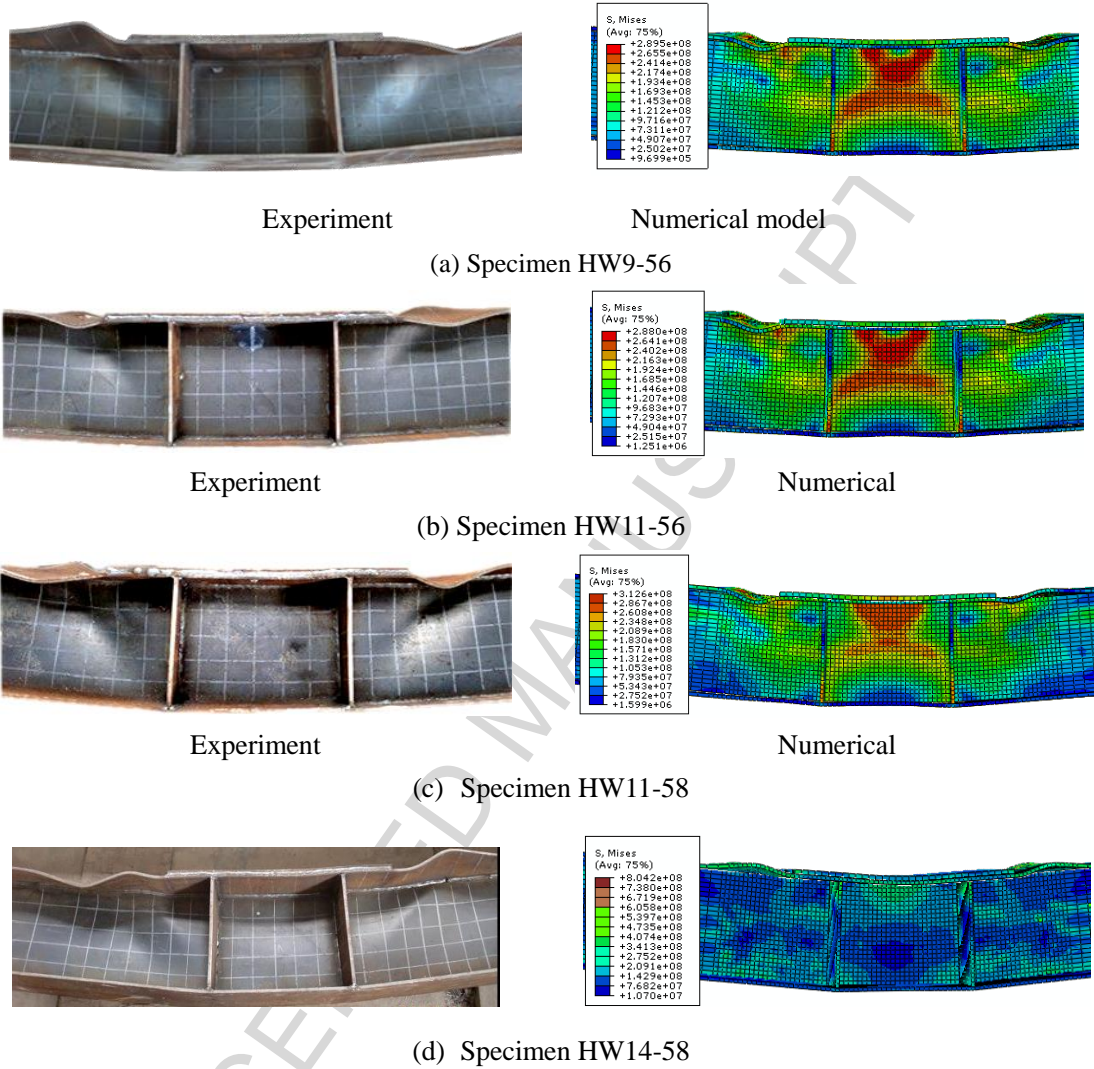 S, Mises
(Avg: 75%)
+2.895e+08
+2.655e+08
+2.414e+08
+2.174e+08
+1.934e+08
+1.693e+08
+1.453e+08
+1.212e+08
+9.716e+07
+7.311e+07
+4.907e+07
+2.502e+07
+9.699e+05
Experiment Numerical model
(a) Specimen HW9-56
S, Mises
(Avg: 75%)
+2.880e+08
+2.641e+08
+2.402e+08
+2.163e+08
+1.924e+08
+1.685e+08
+1.446e+08
+1.207e+08
+9.683e+07
+7.293e+07
+4.904e+07
+2.515e+07
+1.251e+06
Experiment Numerical
(b) Specimen HW11-56
S, Mises
(Avg: 75%)
+3.126e+08
+2.867e+08
+2.608e+08
+2.348e+08
+2.089e+08
+1.830e+08
+1.571e+08
+1.312e+08
+1.053e+08
+7.935e+07
+5.343e+07
+2.752e+07
+1.599e+06
Experiment Numerical
(c) Specimen HW11-58
S, Mises
(Avg: 75%)
+8.042e+08
+7.380e+08
+6.719e+08
+6.058e+08
+5.397e+08
+4.735e+08
+4.074e+08
+3.413e+08
+2.752e+08
+2.091e+08
+1.429e+08
+7.682e+07
+1.070e+07
(d) Specimen HW14-58